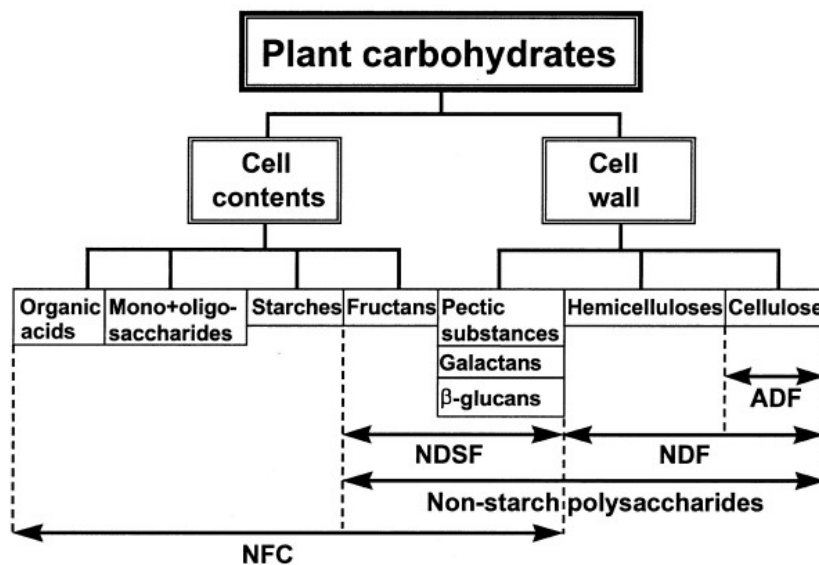 Plant carbohydrates
Cell
contents
Cell
wall
Organic
acids
Mono+oligo-
saccharides
Starches
Fructans
Pectic
substances
Galactans
β-glucans
Hemicelluloses
Cellulose
ADF
NDSF
NDF
Non-starch polysaccharides
NFC